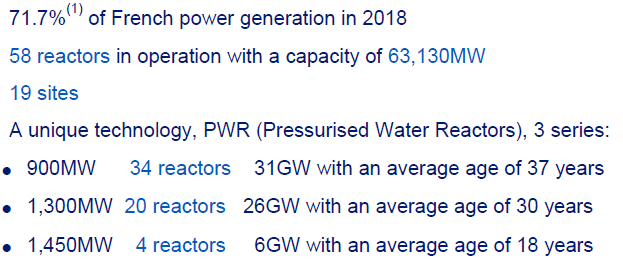 71.7%(1) of French power generation in 2018
58 reactors in operation with a capacity of 63,130MW
19 sites
A unique technology, PWR (Pressurised Water Reactors), 3 series:
• 900MW 34 reactors 31GW with an average age of 37 years
• 1,300MW 20 reactors 26GW with an average age of 30 years
• 1,450MW 4 reactors 6GW with an average age of 18 years